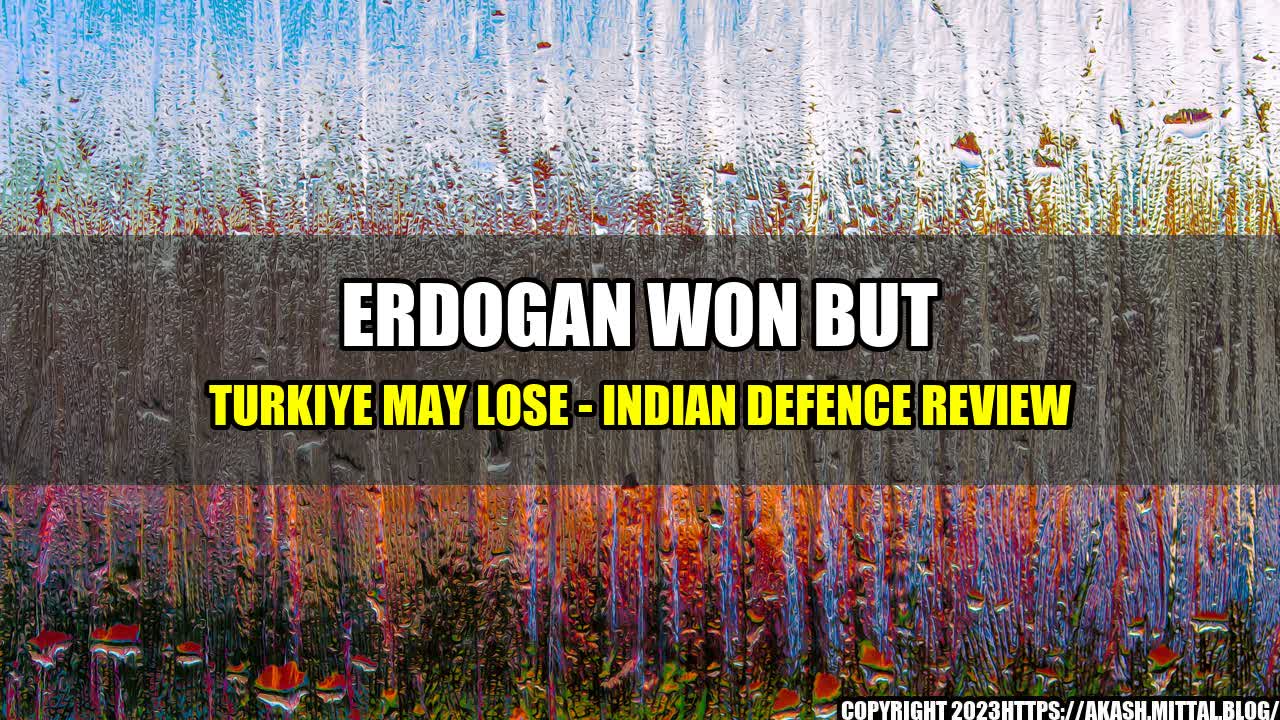 ERDOGAN WON BUT
TURKIYE MAY LOSE - INDIAN DEFENCE REVIEW
COPYRIGHT 2023HTTPS://AKASH.MITTAL.BLOG/